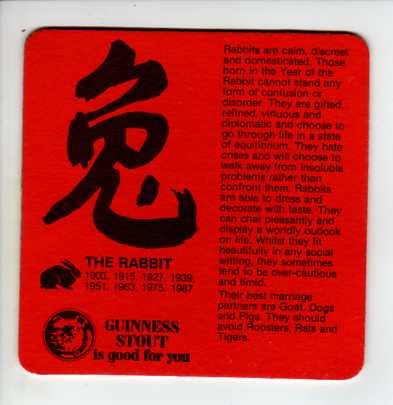 兔
THE RABBIT
1903, 1915, 1927, 1939
1951, 1963, 1975, 1987
GUINNESS
STOUT
is good for you
Rabbits are calm, discreet
and domesticated. Those
born in the Year of the
Rabbit cannot stand any
form of confusion or
disorder. They are gifted,
refined, virtuous and
diplomatic and choose to
go through life in a state
of equilibrium. They hate
crises and will choose to
walk away from insoluble
problems rather than
confront them. Rabbits
are able to dress and
decorate with taste. They
can chat pleasantly and
display a worldly outlook
on life. Whilst they fit
beautifully in any social
setting, they sometimes
tend to be over-cautious
and timid.
Their best marriage
partners are Goat, Dogs
and Pigs. They should
avoid Roosters, Rats and
Tigers.